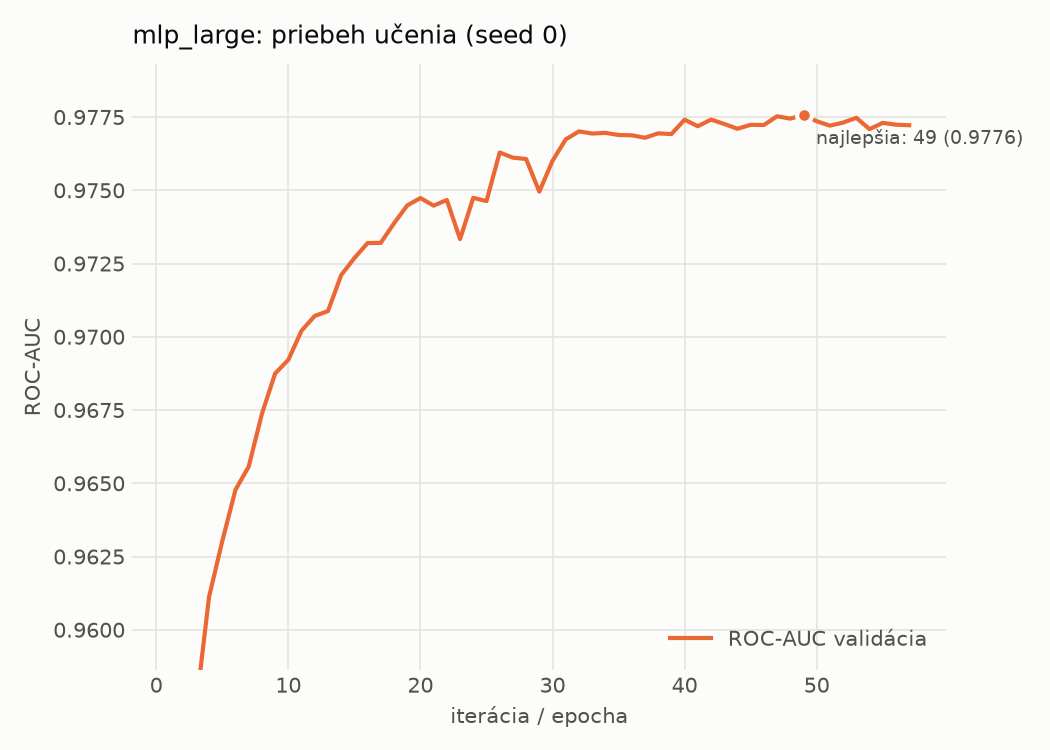 mlp_large: priebeh učenia (seed 0)
ROC-AUC
0.9775
0.9750
0.9725
0.9700
0.9675
0.9650
0.9625
0.9600
najlepšia: 49 (0.9776)
ROC-AUC validácia
0 10 20 30 40 50
iterácia / epocha